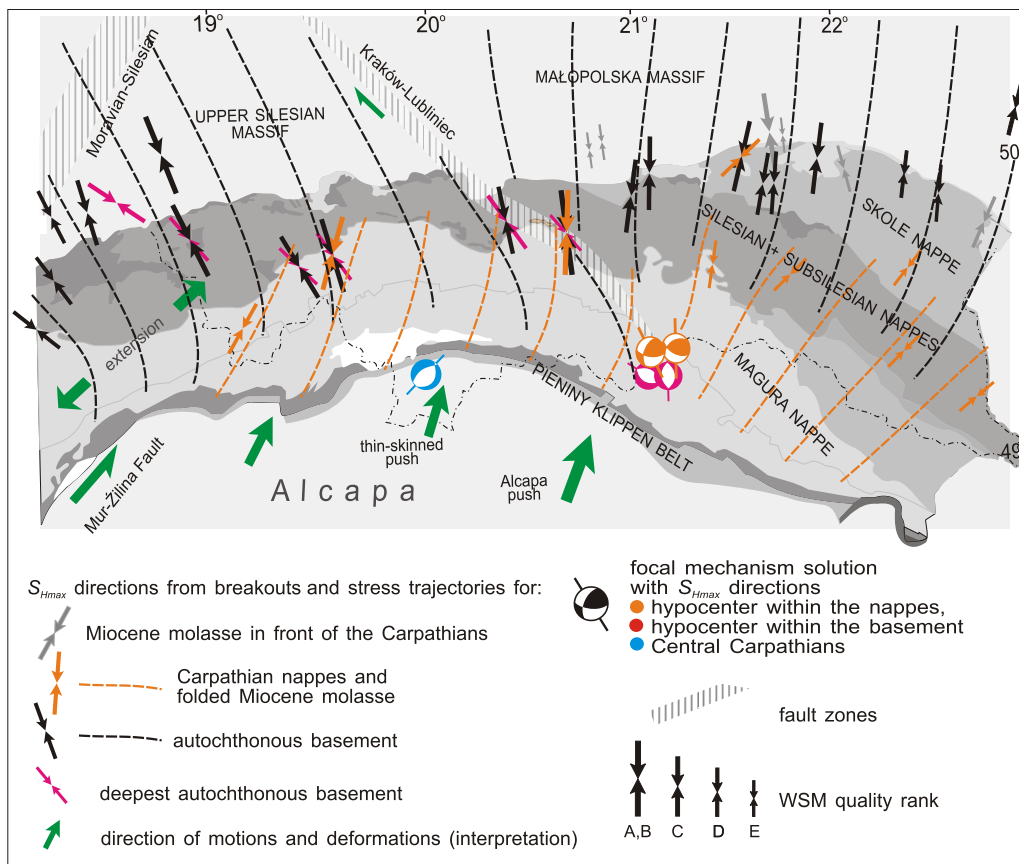 19°
20°
21°
22°
Moravian-Silesian
Kraków-Lubliniec
MAŁOPOLSKA MASSIF
UPPER SILESIAN
MASSIF
50
SKOLE NAPPE
SILESIAN + SUBSILESIAN NAPPES
extension
MAGURA NAPPE
PIENINY KLIPPEN BELT
49°
thin-skinned
push
Alcapa
push
Alcapa
Mur-Žilina Fault
SHmax directions from breakouts and stress trajectories for:
Miocene molasse in front of the Carpathians
Carpathian nappes and
folded Miocene molasse
autochthonous basement
deepest autochthonous basement
direction of motions and deformations (interpretation)
focal mechanism solution
with SHmax directions
hypocenter within the nappes,
hypocenter within the basement
Central Carpathians
fault zones
WSM quality rank
A,B C D E